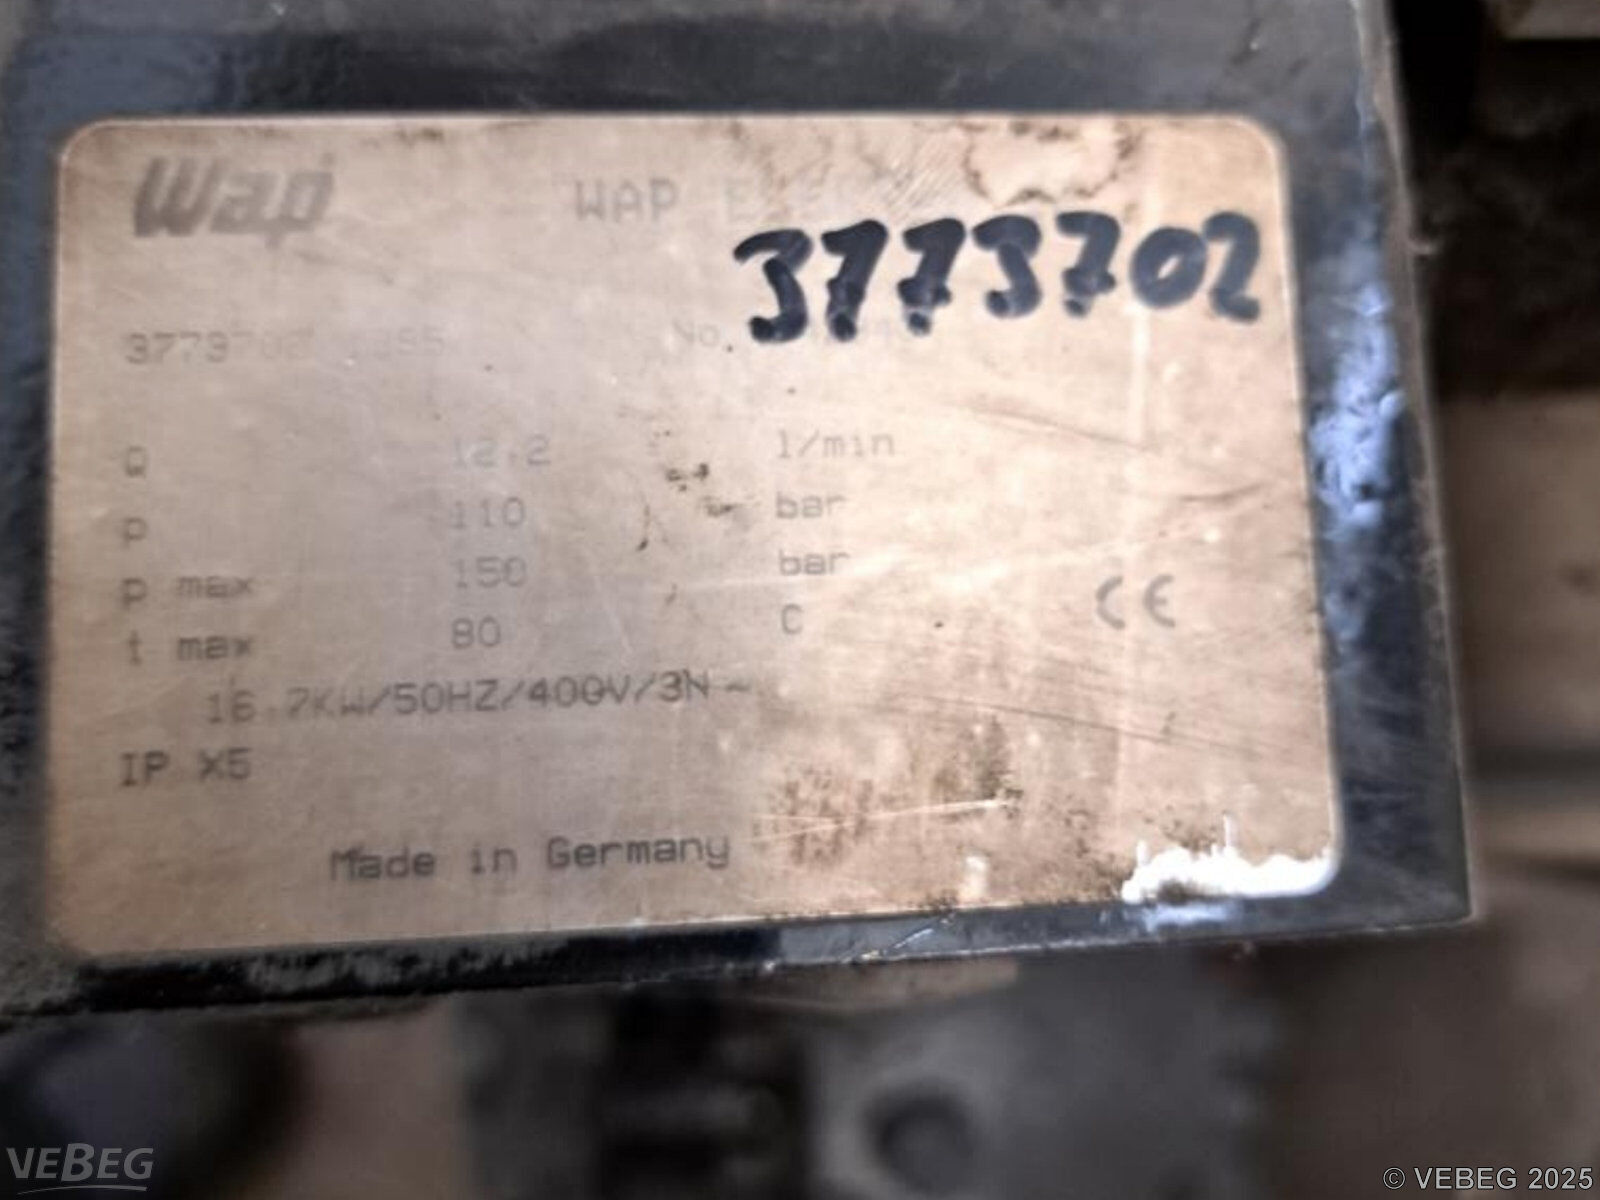 Wap WAP
3773702
No.
Q 12.2 l/min
p 110 bar
p max 150 bar
t max 80 C
CE
16.7KW/50HZ/400V/3N~
IP X5
Made in Germany
VEBEG
© VEBEG 2025